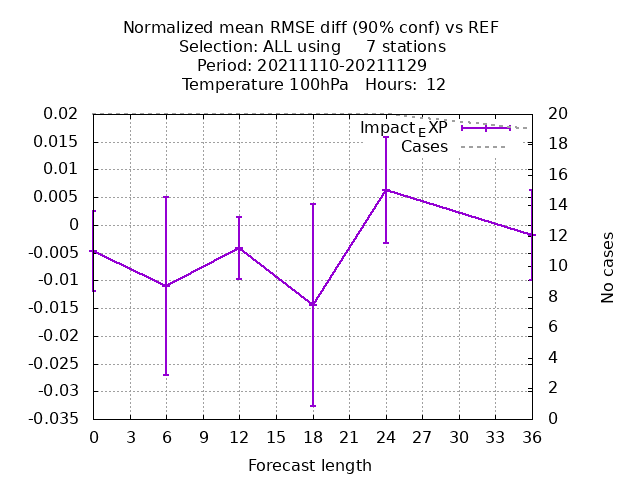 Normalized mean RMSE diff (90% conf) vs REF
Selection: ALL using     7 stations
Period: 20211110-20211129
Temperature 100hPa   Hours:  12
0.02
0.015
0.01
0.005
0
-0.005
-0.01
-0.015
-0.02
-0.025
-0.03
-0.035
Impact_EXP
Cases
20
18
16
14
12
10
8
6
4
2
0
No cases
0 3 6 9 12 15 18 21 24 27 30 33 36
Forecast length